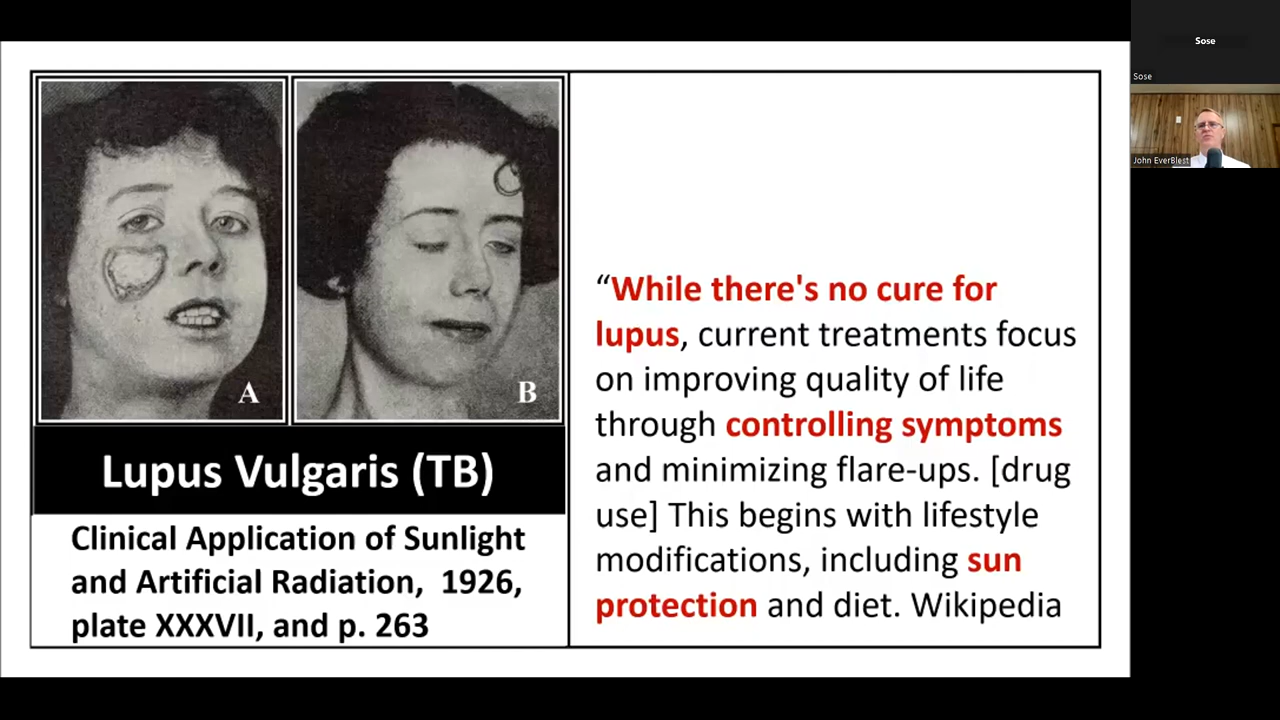 A
B
Lupus Vulgaris (TB)
Clinical Application of Sunlight
and Artificial Radiation, 1926,
plate XXXVII, and p. 263
“While there's no cure for
lupus, current treatments focus
on improving quality of life
through controlling symptoms
and minimizing flare-ups. [drug
use] This begins with lifestyle
modifications, including sun
protection and diet. Wikipedia
Sose
Sose
John EverBlest